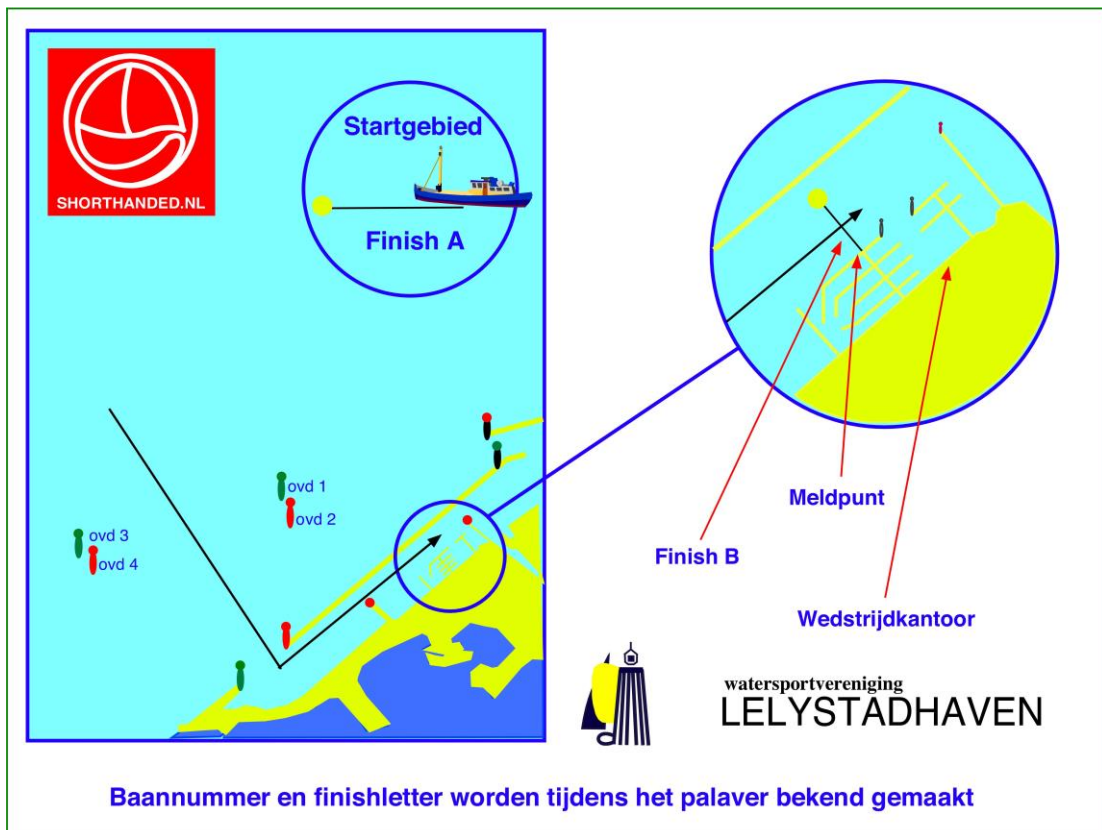 SHORTHANDED.NL
Startgebied
Finish A
ovd 1
ovd 2
ovd 3
ovd 4
Meldpunt
Finish B
Wedstrijdkantoor
watersportvereniging
LELYSTADHAVEN
Baannummer en finishletter worden tijdens het palaver bekend gemaakt